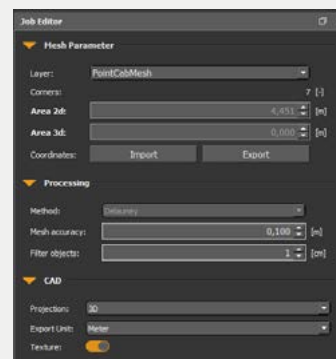 Job Editor
Mesh Parameter
Layer: PointCabMesh
Corners: 7 [-]
Area 2d: 4,451 [m]
Area 3d: 0,000 [m]
Coordinates: Import Export
Processing
Method: Delauney
Mesh accuracy: 0,100 [m]
Filter objects: 1 [cm]
CAD
Projection: 3D
Export Unit: Meter
Texture: